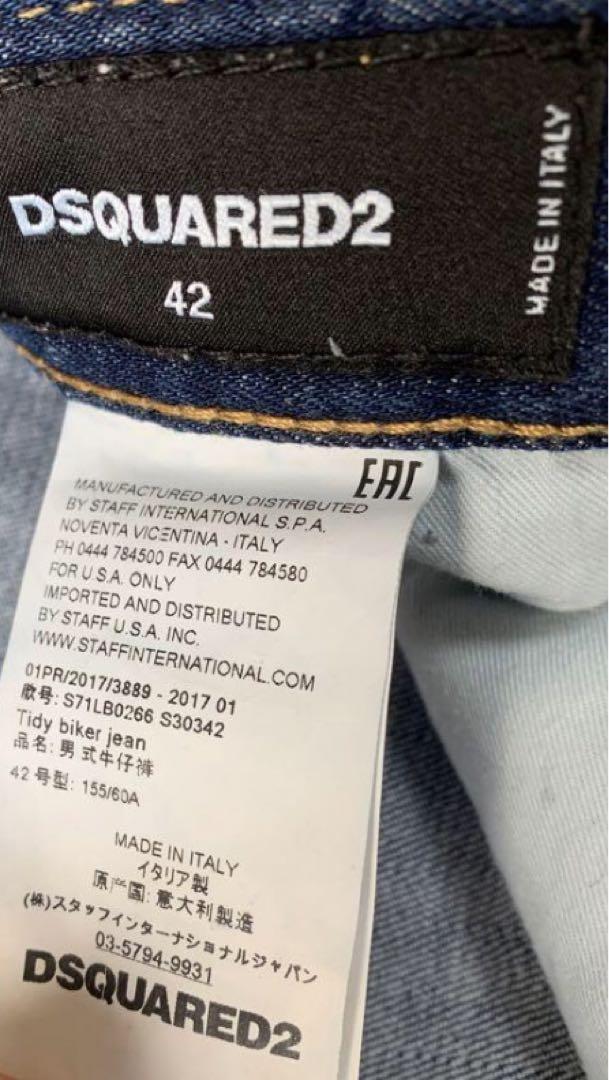 DSQUARED2
42
MADE IN ITALY
EAC
MANUFACTURED AND DISTRIBUTED
BY STAFF INTERNATIONAL S.P.A.
NOVENTA VICENTINA - ITALY
PH 0444 784500 FAX 0444 784580
FOR U.S.A. ONLY
IMPORTED AND DISTRIBUTED
BY STAFF U.S.A. INC.
WWW.STAFFINTERNATIONAL.COM
01PR/2017/3889 - 2017 01
款号: S71LB0266 S30342
Tidy biker jean
品名: 男式牛仔裤
42 号型: 155/60A
MADE IN ITALY
イタリア製
原产国: 意大利製造
(株)スタッフインターナショナルジャパン
03-5794-9931
DSQUARED2